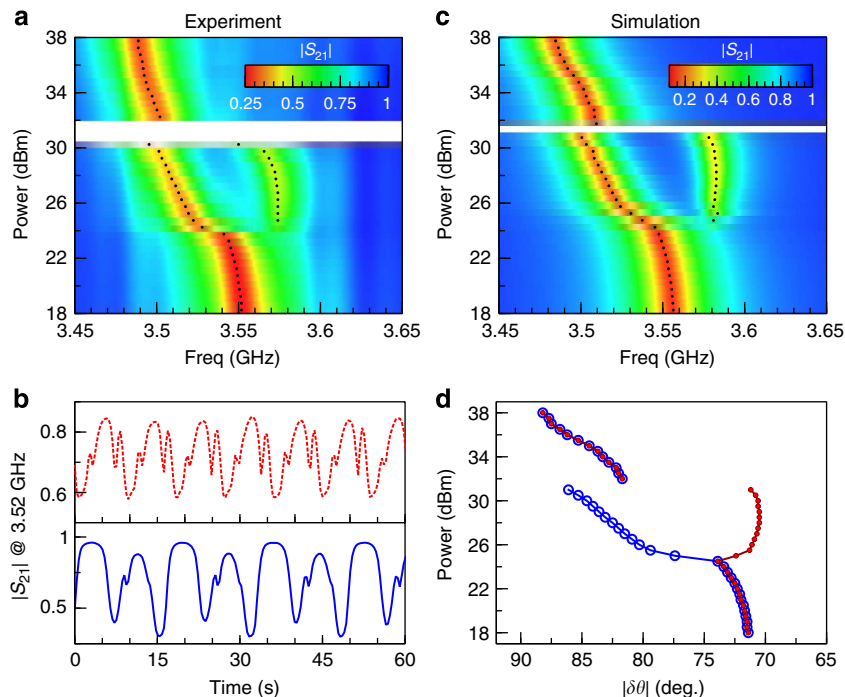 a Experiment
38
34
30
26
22
18
Power (dBm)
|S21|
0.25 0.5 0.75 1
3.45 3.5 3.55 3.6 3.65
Freq (GHz)
c Simulation
38
34
30
26
22
18
Power (dBm)
|S21|
0.2 0.4 0.6 0.8 1
3.45 3.5 3.55 3.6 3.65
Freq (GHz)
b
0.8
0.6
1
0.5
|S21| @ 3.52 GHz
0 15 30 45 60
Time (s)
d
38
34
30
26
22
18
Power (dBm)
90 85 80 75 70 65
|δθ| (deg.)